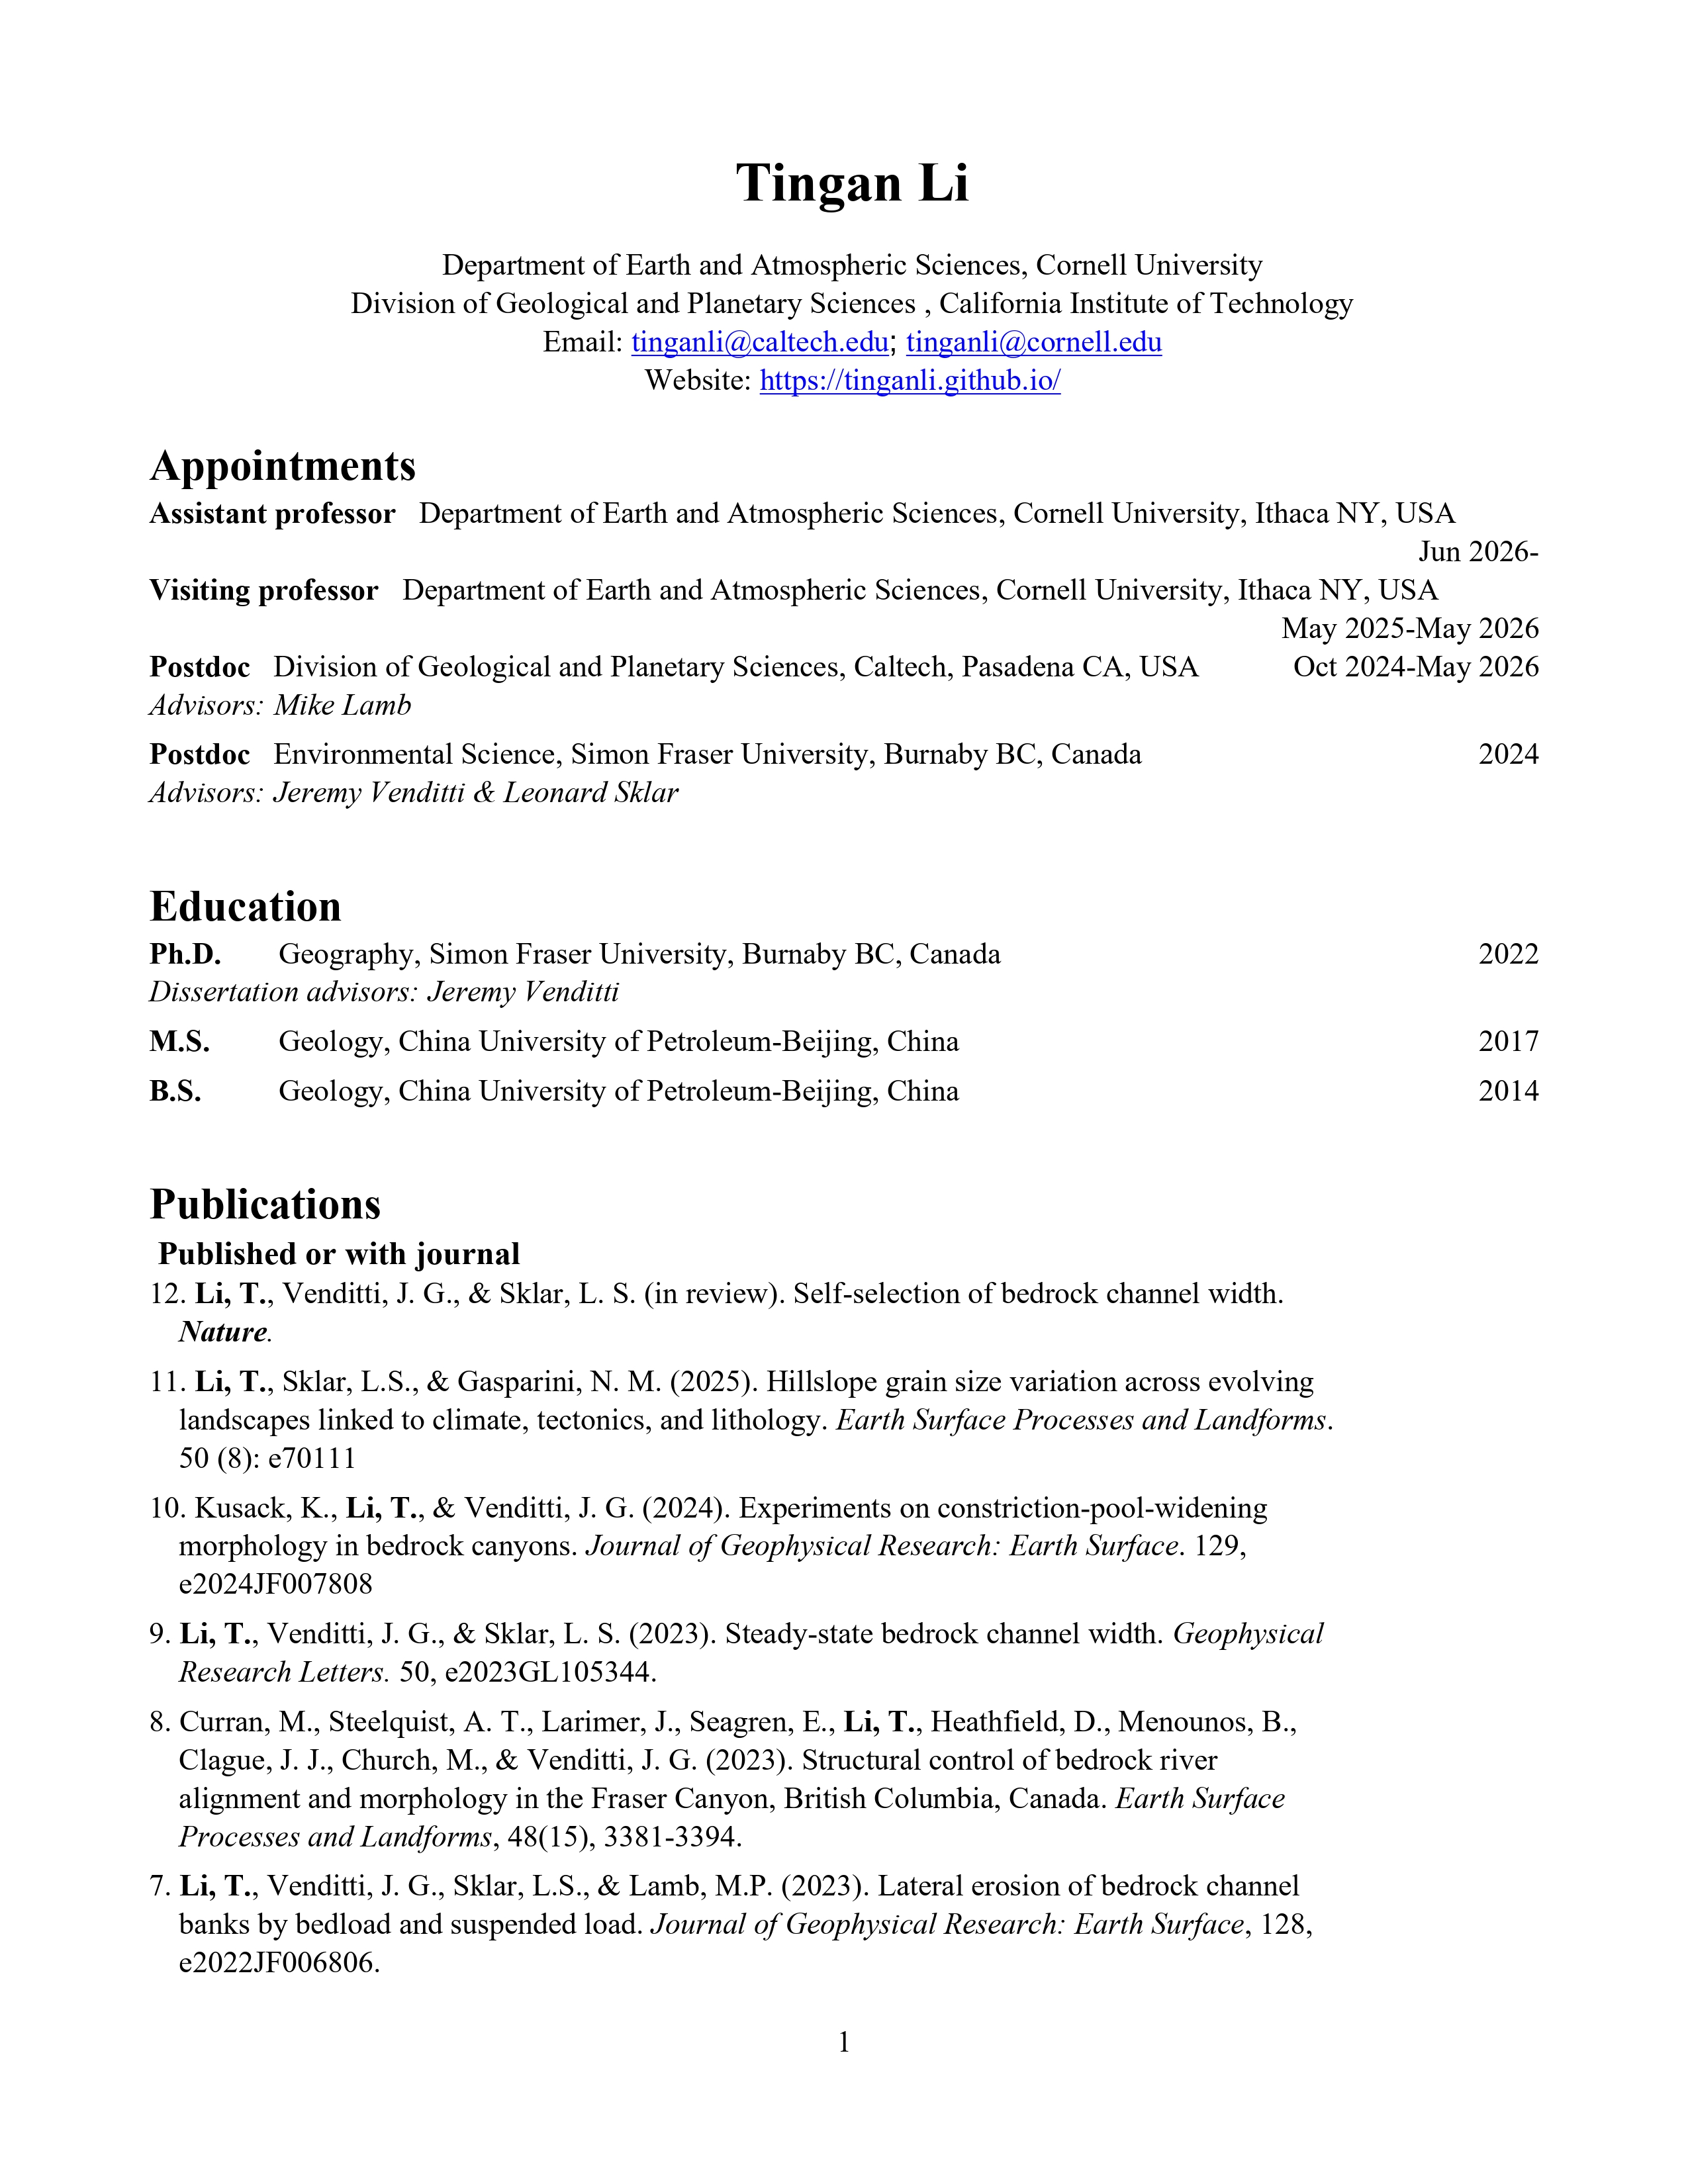 Tingan Li
Department of Earth and Atmospheric Sciences, Cornell University
Division of Geological and Planetary Sciences , California Institute of Technology
Email: tinganli@caltech.edu; tinganli@cornell.edu
Website: https://tinganli.github.io/
Appointments
Assistant professor Department of Earth and Atmospheric Sciences, Cornell University, Ithaca NY, USA
Jun 2026-
Visiting professor Department of Earth and Atmospheric Sciences, Cornell University, Ithaca NY, USA
May 2025-May 2026
Postdoc Division of Geological and Planetary Sciences, Caltech, Pasadena CA, USA Oct 2024-May 2026
Advisors: Mike Lamb
Postdoc Environmental Science, Simon Fraser University, Burnaby BC, Canada 2024
Advisors: Jeremy Venditti & Leonard Sklar
Education
Ph.D. Geography, Simon Fraser University, Burnaby BC, Canada 2022
Dissertation advisors: Jeremy Venditti
M.S. Geology, China University of Petroleum-Beijing, China 2017
B.S. Geology, China University of Petroleum-Beijing, China 2014
Publications
Published or with journal
12. Li, T., Venditti, J. G., & Sklar, L. S. (in review). Self-selection of bedrock channel width.
Nature.
11. Li, T., Sklar, L.S., & Gasparini, N. M. (2025). Hillslope grain size variation across evolving
landscapes linked to climate, tectonics, and lithology. Earth Surface Processes and Landforms.
50 (8): e70111
10. Kusack, K., Li, T., & Venditti, J. G. (2024). Experiments on constriction-pool-widening
morphology in bedrock canyons. Journal of Geophysical Research: Earth Surface. 129,
e2024JF007808
9. Li, T., Venditti, J. G., & Sklar, L. S. (2023). Steady-state bedrock channel width. Geophysical
Research Letters. 50, e2023GL105344.
8. Curran, M., Steelquist, A. T., Larimer, J., Seagren, E., Li, T., Heathfield, D., Menounos, B.,
Clague, J. J., Church, M., & Venditti, J. G. (2023). Structural control of bedrock river
alignment and morphology in the Fraser Canyon, British Columbia, Canada. Earth Surface
Processes and Landforms, 48(15), 3381-3394.
7. Li, T., Venditti, J. G., Sklar, L.S., & Lamb, M.P. (2023). Lateral erosion of bedrock channel
banks by bedload and suspended load. Journal of Geophysical Research: Earth Surface, 128,
e2022JF006806.
1